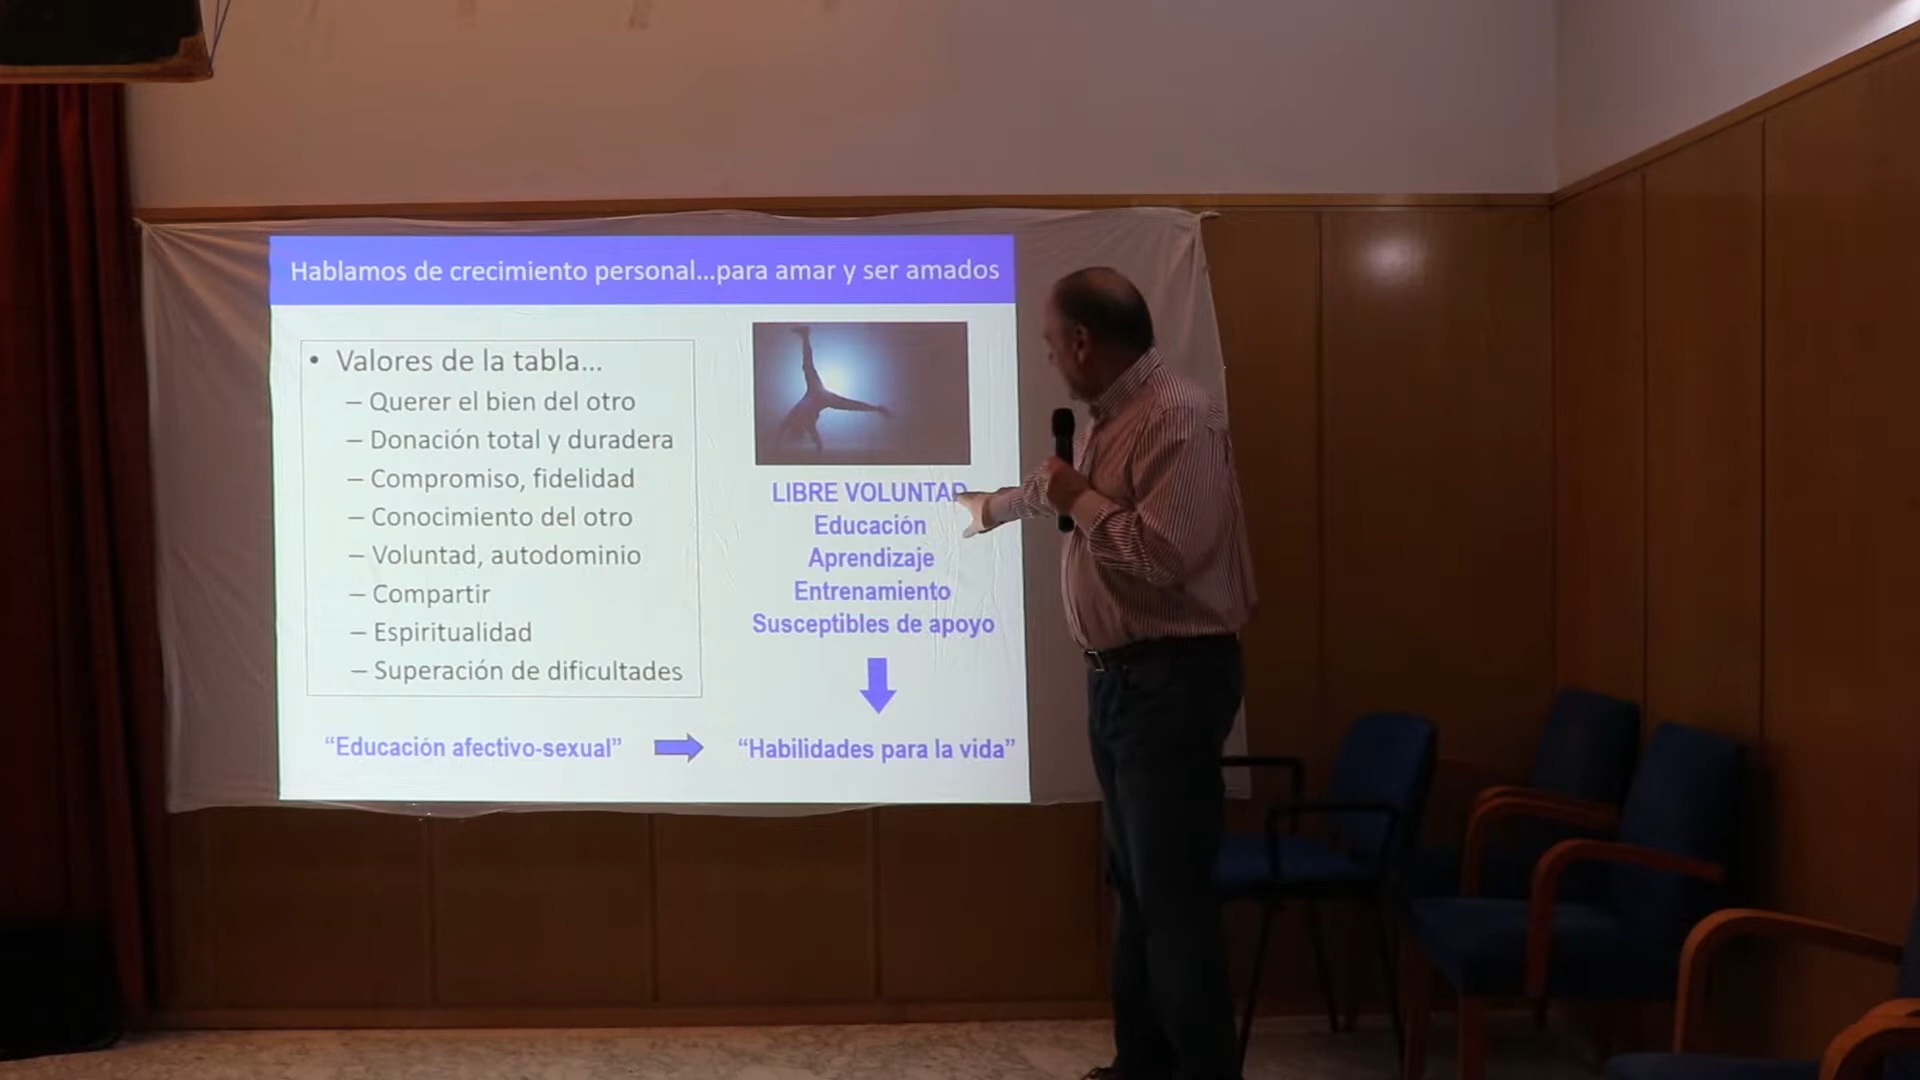 Hablamos de crecimiento personal...para amar y ser amados
• Valores de la tabla...
– Querer el bien del otro
– Donación total y duradera
– Compromiso, fidelidad
– Conocimiento del otro
– Voluntad, autodominio
– Compartir
– Espiritualidad
– Superación de dificultades
LIBRE VOLUNTAD
Educación
Aprendizaje
Entrenamiento
Susceptibles de apoyo
“Educación afectivo-sexual”
“Habilidades para la vida”